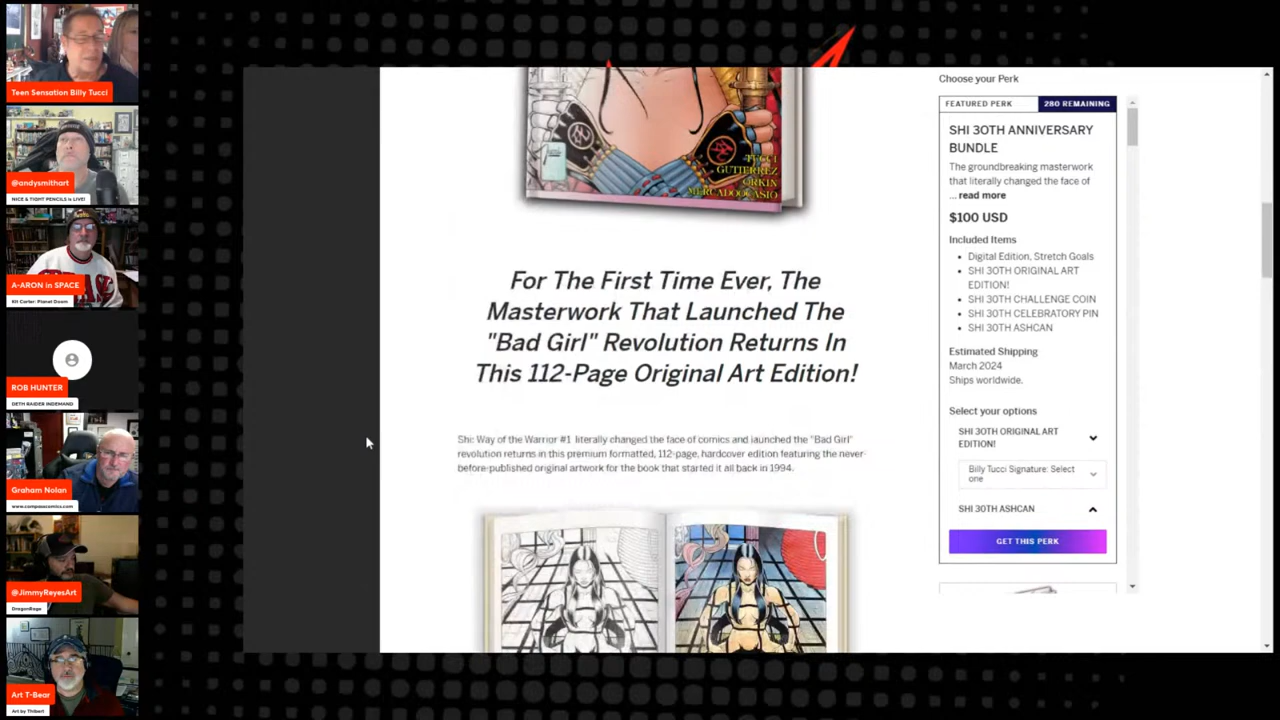 Teen Sensation Billy Tucci
@andysmithart
NICE & TIGHT PENCILS is LIVE!
A-ARON in SPACE
Kit Carter: Planet Doom
ROB HUNTER
DETH RAIDER INDEMAND
Graham Nolan
www.compasscomics.com
@JimmyReyesArt
DragonRage
Art T-Bear
Art by Thibert
TUCCI
GUTIERREZ
ORKIN
MERCADOOCASIO
For The First Time Ever, The
Masterwork That Launched The
"Bad Girl" Revolution Returns In
This 112-Page Original Art Edition!
Shi: Way of the Warrior #1 literally changed the face of comics and launched the "Bad Girl"
revolution returns in this premium formatted, 112-page, hardcover edition featuring the never-
before-published original artwork for the book that started it all back in 1994.
Choose your Perk
FEATURED PERK
280 REMAINING
SHI 30TH ANNIVERSARY
BUNDLE
The groundbreaking masterwork
that literally changed the face of
... read more
$100 USD
Included Items
Digital Edition, Stretch Goals
SHI 30TH ORIGINAL ART
EDITION!
SHI 30TH CHALLENGE COIN
SHI 30TH CELEBRATORY PIN
SHI 30TH ASHCAN
Estimated Shipping
March 2024
Ships worldwide.
Select your options
SHI 30TH ORIGINAL ART
EDITION!
Billy Tucci Signature: Select
one
SHI 30TH ASHCAN
GET THIS PERK